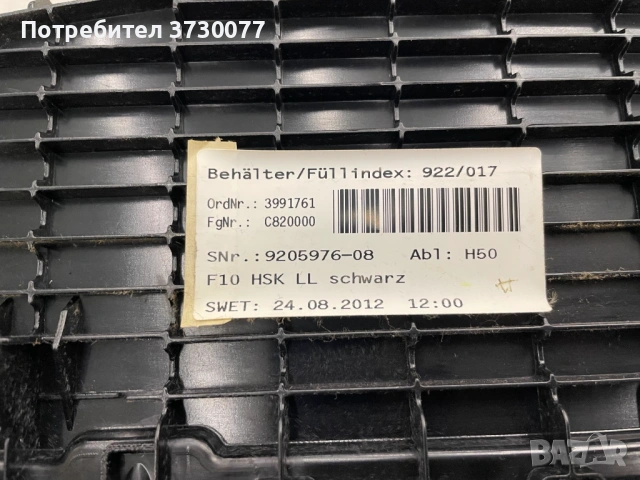 Потребител 3730077
Behälter/Füllindex: 922/017
OrdNr.: 3991761
FgNr.: C820000
SNr.:9205976-08 Abl: H50
F10 HSK LL schwarz
SWET: 24.08.2012 12:00
BAZAR